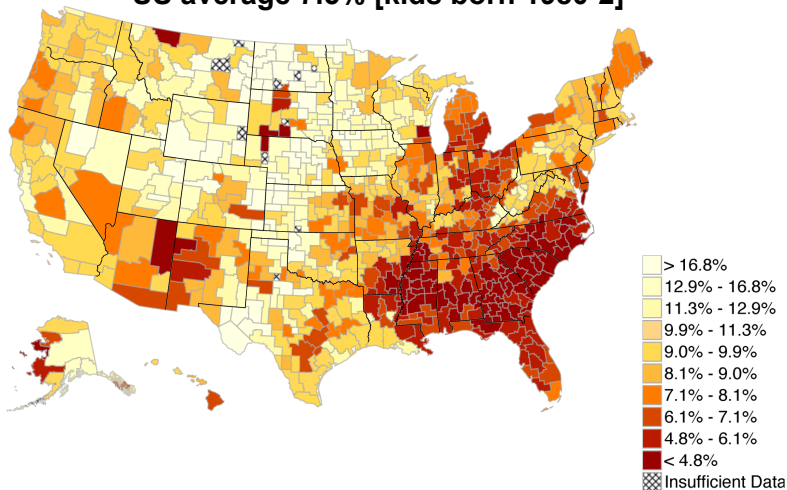 US average 7.5% [kids born 1980-2]
> 16.8%
12.9% - 16.8%
11.3% - 12.9%
9.9% - 11.3%
9.0% - 9.9%
8.1% - 9.0%
7.1% - 8.1%
6.1% - 7.1%
4.8% - 6.1%
< 4.8%
Insufficient Data